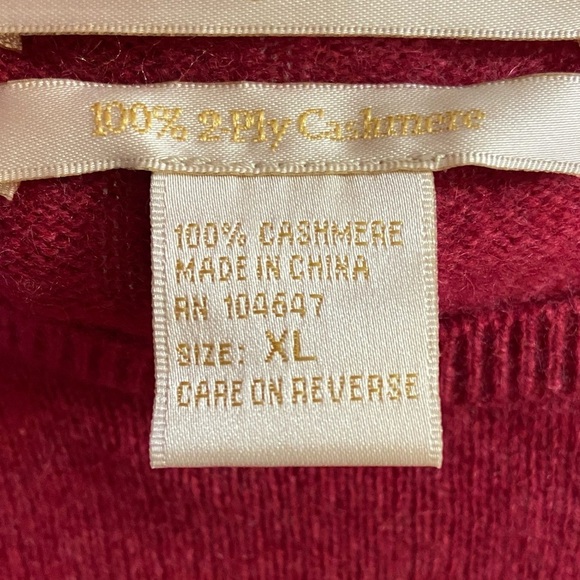 100% 2-Ply Cashmere
100% CASHMERE
MADE IN CHINA
RN 104647
SIZE: XL
CARE ON REVERSE